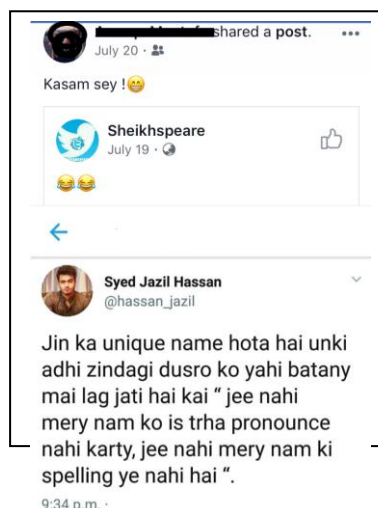 shared a post.
July 20
Kasam sey !😁
Sheikhspeare
July 19
😂😂
Syed Jazil Hassan
@hassan_jazil
Jin ka unique name hota hai unki
adhi zindagi dusro ko yahi batany
mai lag jati hai kai “ jee nahi
mery nam ko is trha pronounce
nahi karty, jee nahi mery nam ki
spelling ye nahi hai “.
9:34 p.m. ·